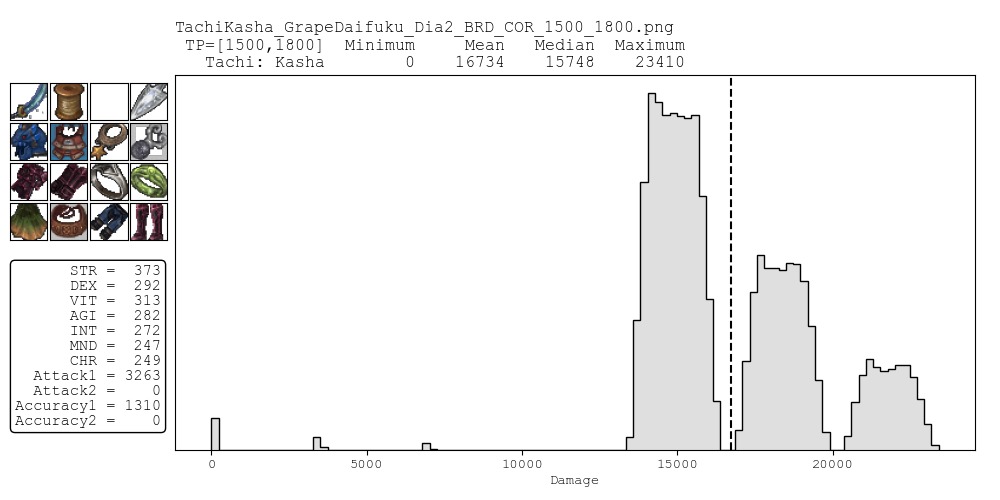 TachiKasha_GrapeDaifuku_Dia2_BRD_COR_1500_1800.png
TP=[1500,1800] Minimum Mean Median Maximum
Tachi: Kasha 0 16734 15748 23410
STR = 373
DEX = 292
VIT = 313
AGI = 282
INT = 272
MND = 247
CHR = 249
Attack1 = 3263
Attack2 = 0
Accuracy1 = 1310
Accuracy2 = 0
0 5000 10000 15000 20000
Damage